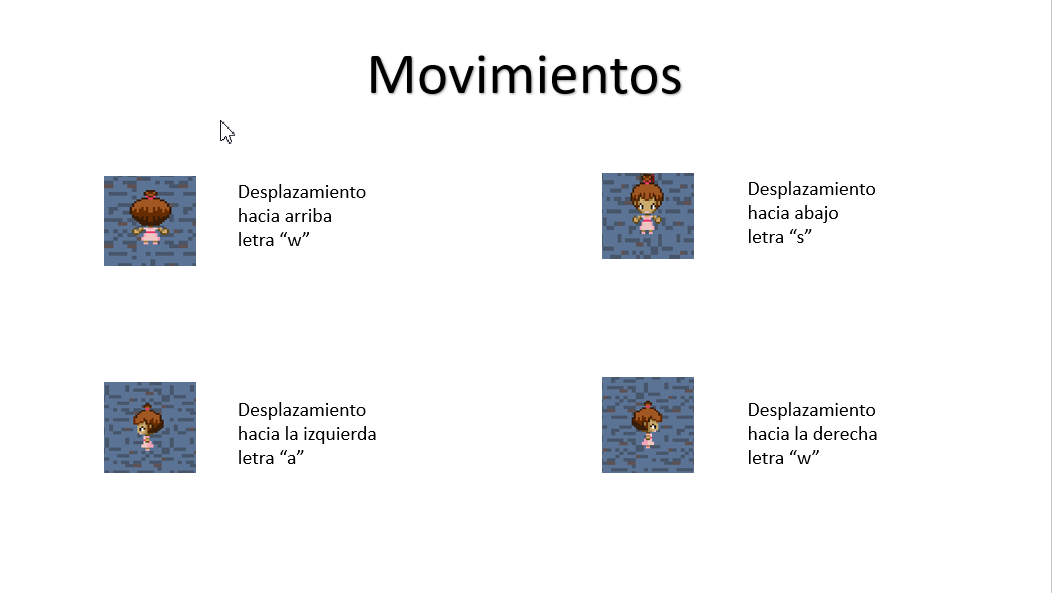 Movimientos
Desplazamiento
hacia arriba
letra “w”
Desplazamiento
hacia abajo
letra “s”
Desplazamiento
hacia la izquierda
letra “a”
Desplazamiento
hacia la derecha
letra “w”